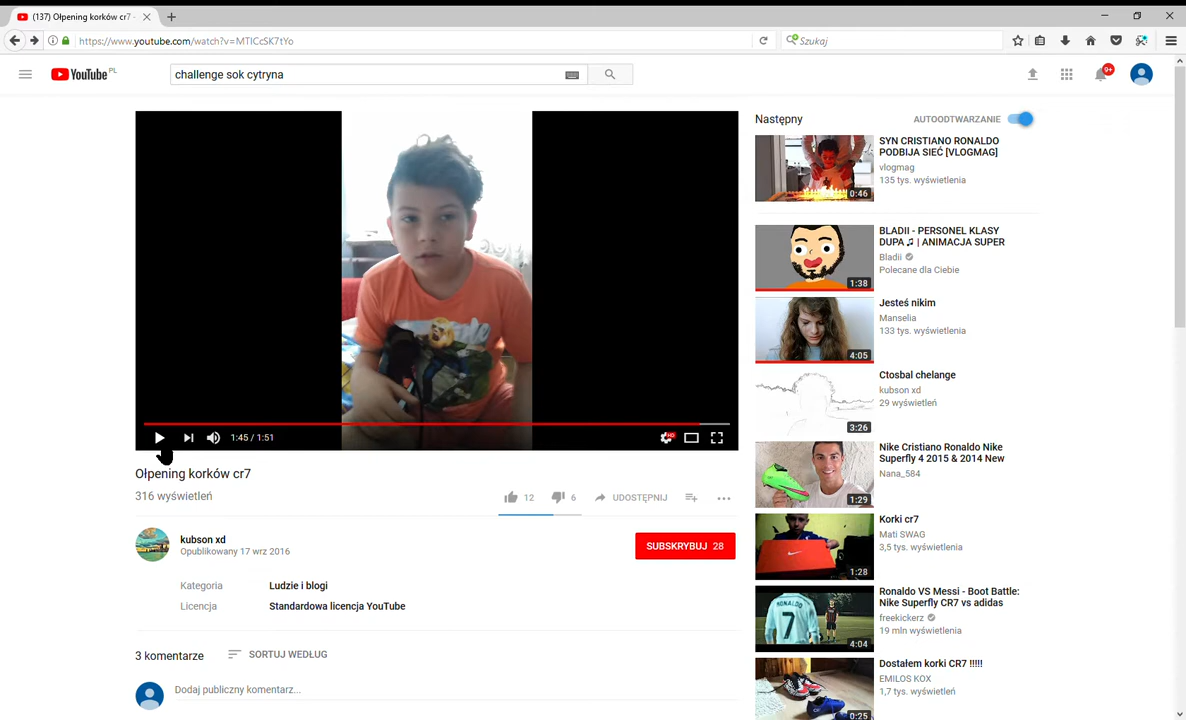 (137) Ołpening korków cr7 -
https://www.youtube.com/watch?v=MTICcSK7tYo
Szukaj
YouTube PL
challenge sok cytryna
9+
1:45 / 1:51
HD
Ołpening korków cr7
316 wyświetleń
12
6
UDOSTĘPNIJ
kubson xd
Opublikowany 17 wrz 2016
SUBSKRYBUJ 28
Kategoria
Ludzie i blogi
Licencja
Standardowa licencja YouTube
3 komentarze
SORTUJ WEDŁUG
Dodaj publiczny komentarz...
Następny
AUTOODTWARZANIE
SYN CRISTIANO RONALDO
PODBIJA SIEĆ [VLOGMAG]
vlogmag
135 tys. wyświetlenia
0:46
BLADII - PERSONEL KLASY
DUPA ♫ | ANIMACJA SUPER
Bladii
Polecane dla Ciebie
1:38
Jesteś nikim
Manselia
133 tys. wyświetlenia
4:05
Ctosbal chelange
kubson xd
29 wyświetleń
3:26
Nike Cristiano Ronaldo Nike
Superfly 4 2015 & 2014 New
Nana_584
1:29
Korki cr7
Mati SWAG
3,5 tys. wyświetlenia
1:28
Ronaldo VS Messi - Boot Battle:
Nike Superfly CR7 vs adidas
freekickerz
19 mln wyświetlenia
RONALDO
7
4:04
Dostałem korki CR7 !!!!!
EMILOS KOX
1,7 tys. wyświetlenia
0:25